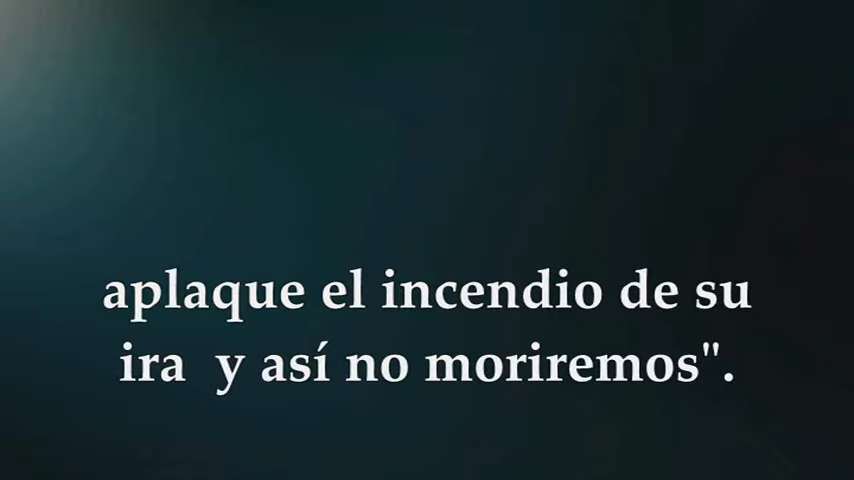 aplaque el incendio de su
ira  y así no moriremos".